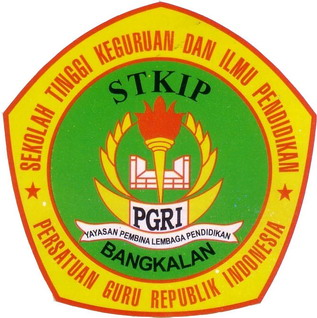 SEKOLAH TINGGI KEGURUAN DAN ILMU PENDIDIKAN
STKIP
PGRI
YAYASAN PEMBINA LEMBAGA PENDIDIKAN
BANGKALAN
PERSATUAN GURU REPUBLIK INDONESIA